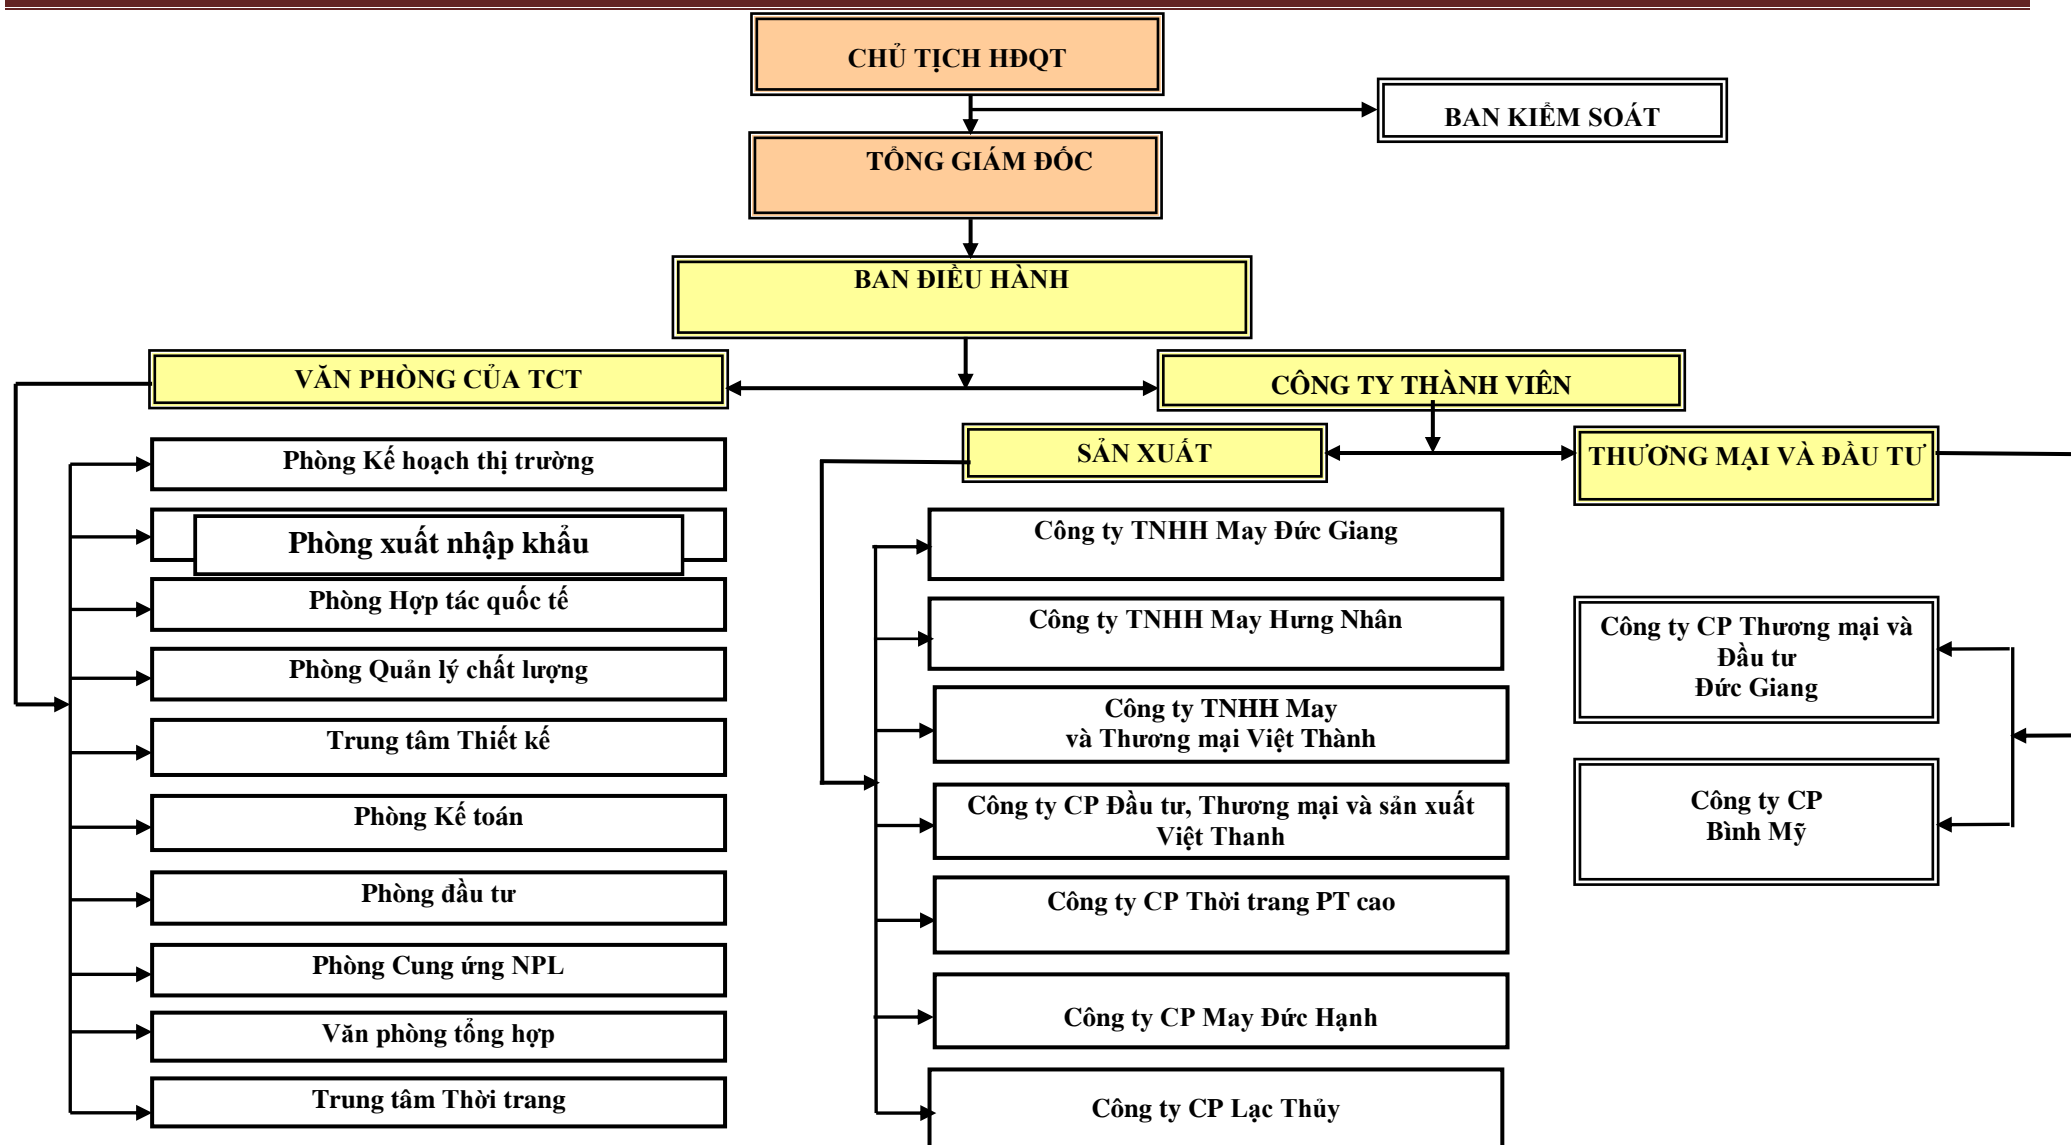 CHỦ TỊCH HĐQT
BAN KIỂM SOÁT
TỔNG GIÁM ĐỐC
BAN ĐIỀU HÀNH
VĂN PHÒNG CỦA TCT
CÔNG TY THÀNH VIÊN
Phòng Kế hoạch thị trường
Phòng xuất nhập khẩu
Phòng Hợp tác quốc tế
Phòng Quản lý chất lượng
Trung tâm Thiết kế
Phòng Kế toán
Phòng đầu tư
Phòng Cung ứng NPL
Văn phòng tổng hợp
Trung tâm Thời trang
SẢN XUẤT
Công ty TNHH May Đức Giang
Công ty TNHH May Hưng Nhân
Công ty TNHH May
và Thương mại Việt Thành
Công ty CP Đầu tư, Thương mại và sản xuất
Việt Thanh
Công ty CP Thời trang PT cao
Công ty CP May Đức Hạnh
Công ty CP Lạc Thủy
THƯƠNG MẠI VÀ ĐẦU TƯ
Công ty CP Thương mại và
Đầu tư
Đức Giang
Công ty CP
Bình Mỹ